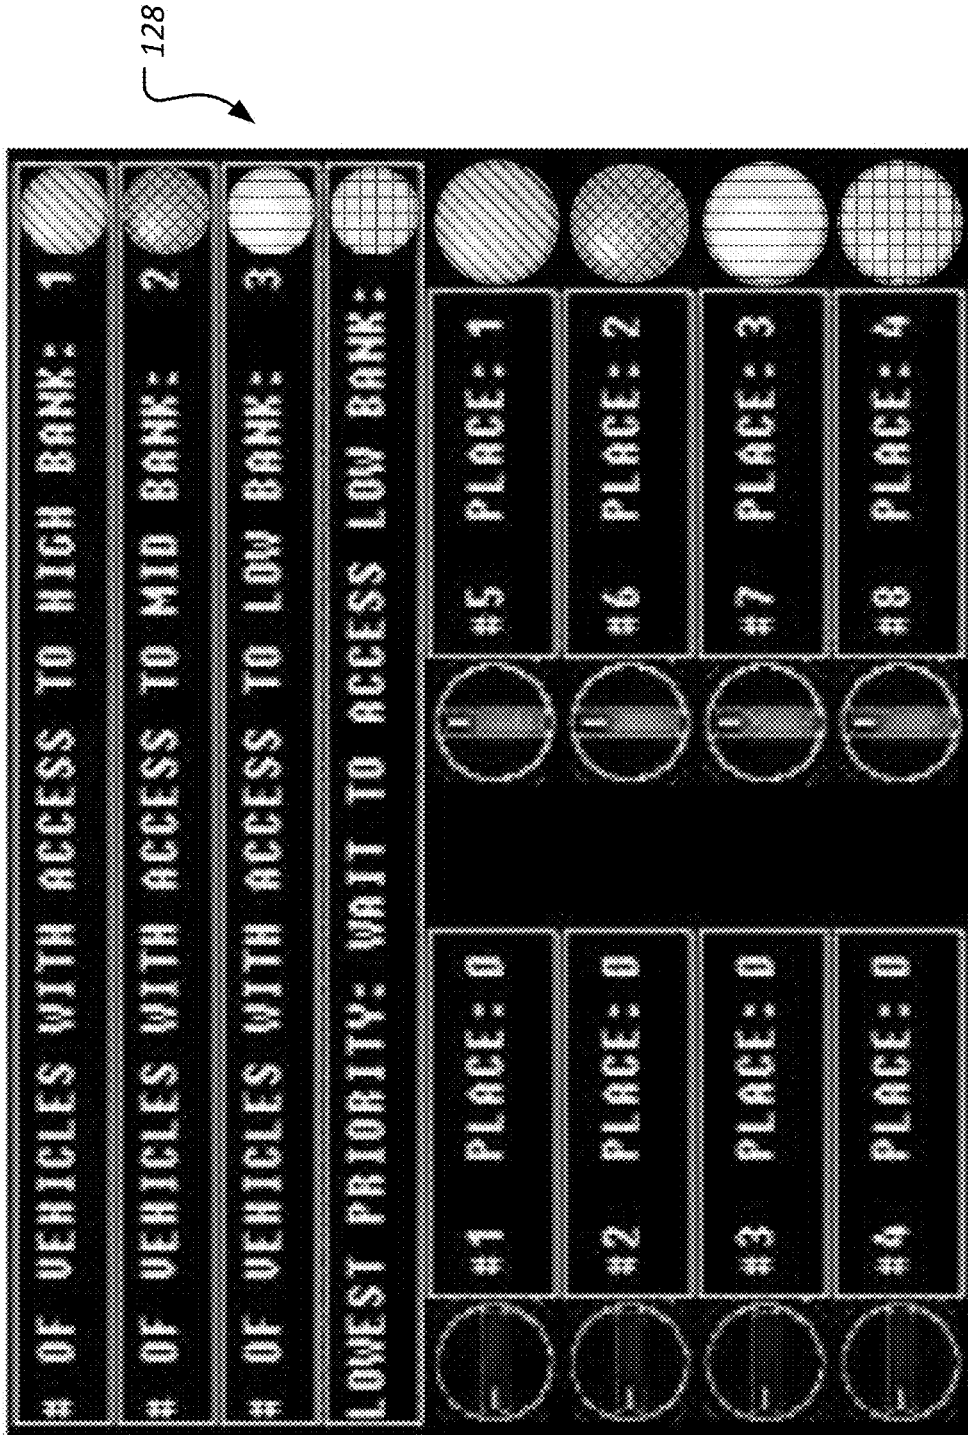 128
# OF VEHICLES WITH ACCESS TO HIGH BANK: 1
# OF VEHICLES WITH ACCESS TO MID BANK: 2
# OF VEHICLES WITH ACCESS TO LOW BANK: 3
LOWEST PRIORITY: WAIT TO ACCESS LOW BANK:
#1 PLACE: 0
#5 PLACE: 1
#2 PLACE: 0
#6 PLACE: 2
#3 PLACE: 0
#7 PLACE: 3
#4 PLACE: 0
#8 PLACE: 4